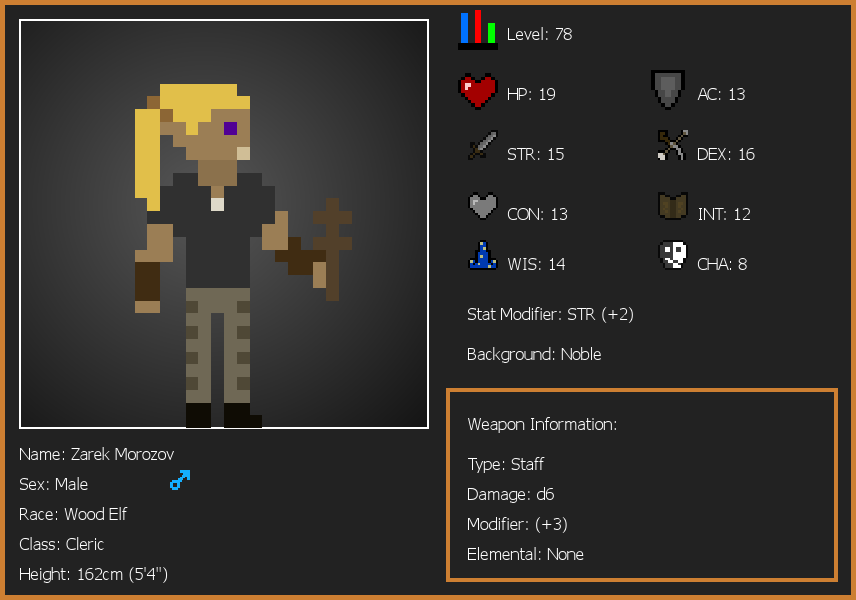 Level: 78
HP: 19
AC: 13
STR: 15
DEX: 16
CON: 13
INT: 12
WIS: 14
CHA: 8
Stat Modifier: STR (+2)
Background: Noble
Weapon Information:
Type: Staff
Damage: d6
Modifier: (+3)
Elemental: None
Name: Zarek Morozov
Sex: Male
Race: Wood Elf
Class: Cleric
Height: 162cm (5'4")